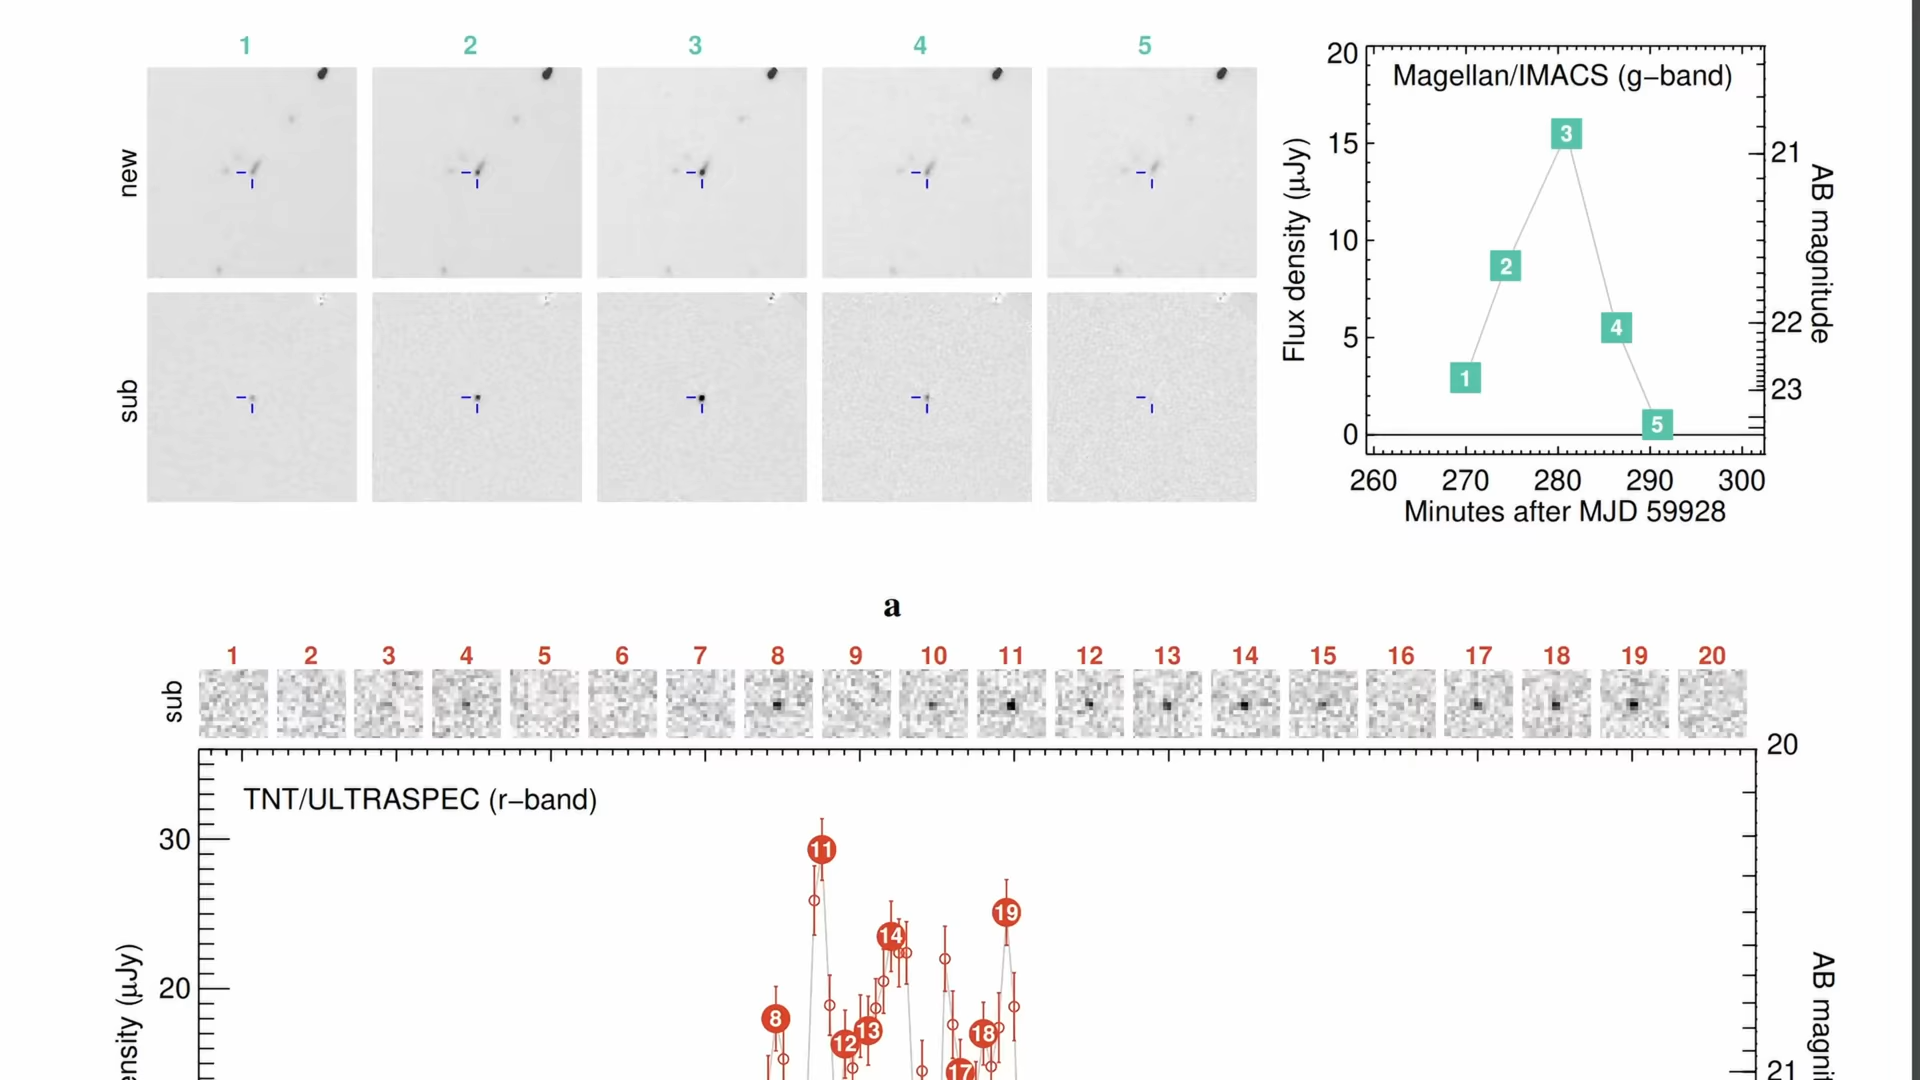 1 2 3 4 5
new
sub
Magellan/IMACS (g−band)
20
15
10
5
0
Flux density (μJy)
1
2
3
4
5
21
22
23
AB magnitude
260 270 280 290 300
Minutes after MJD 59928
a
1 2 3 4 5 6 7 8 9 10 11 12 13 14 15 16 17 18 19 20
sub
TNT/ULTRASPEC (r−band)
30
20
ensity (μJy)
8
11
12
13
14
17
18
19
20
21
AB magnit